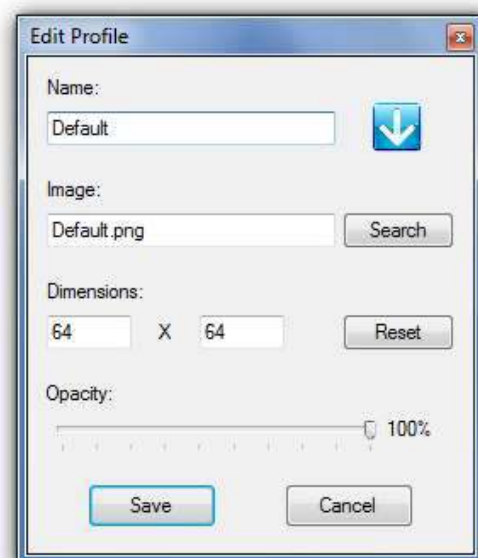 Edit Profile
Name:
Default
Image:
Default.png
Search
Dimensions:
64 X 64
Reset
Opacity:
100%
Save
Cancel